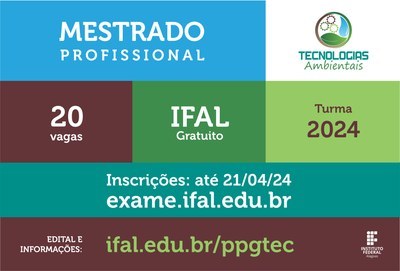 MESTRADO
PROFISSIONAL
TECNOLOGIAS
Ambientais
20
vagas
IFAL
Gratuito
Turma
2024
Inscrições: até 21/04/24
exame.ifal.edu.br
EDITAL E
INFORMAÇÕES:
ifal.edu.br/ppgtec
INSTITUTO
FEDERAL
Alagoas